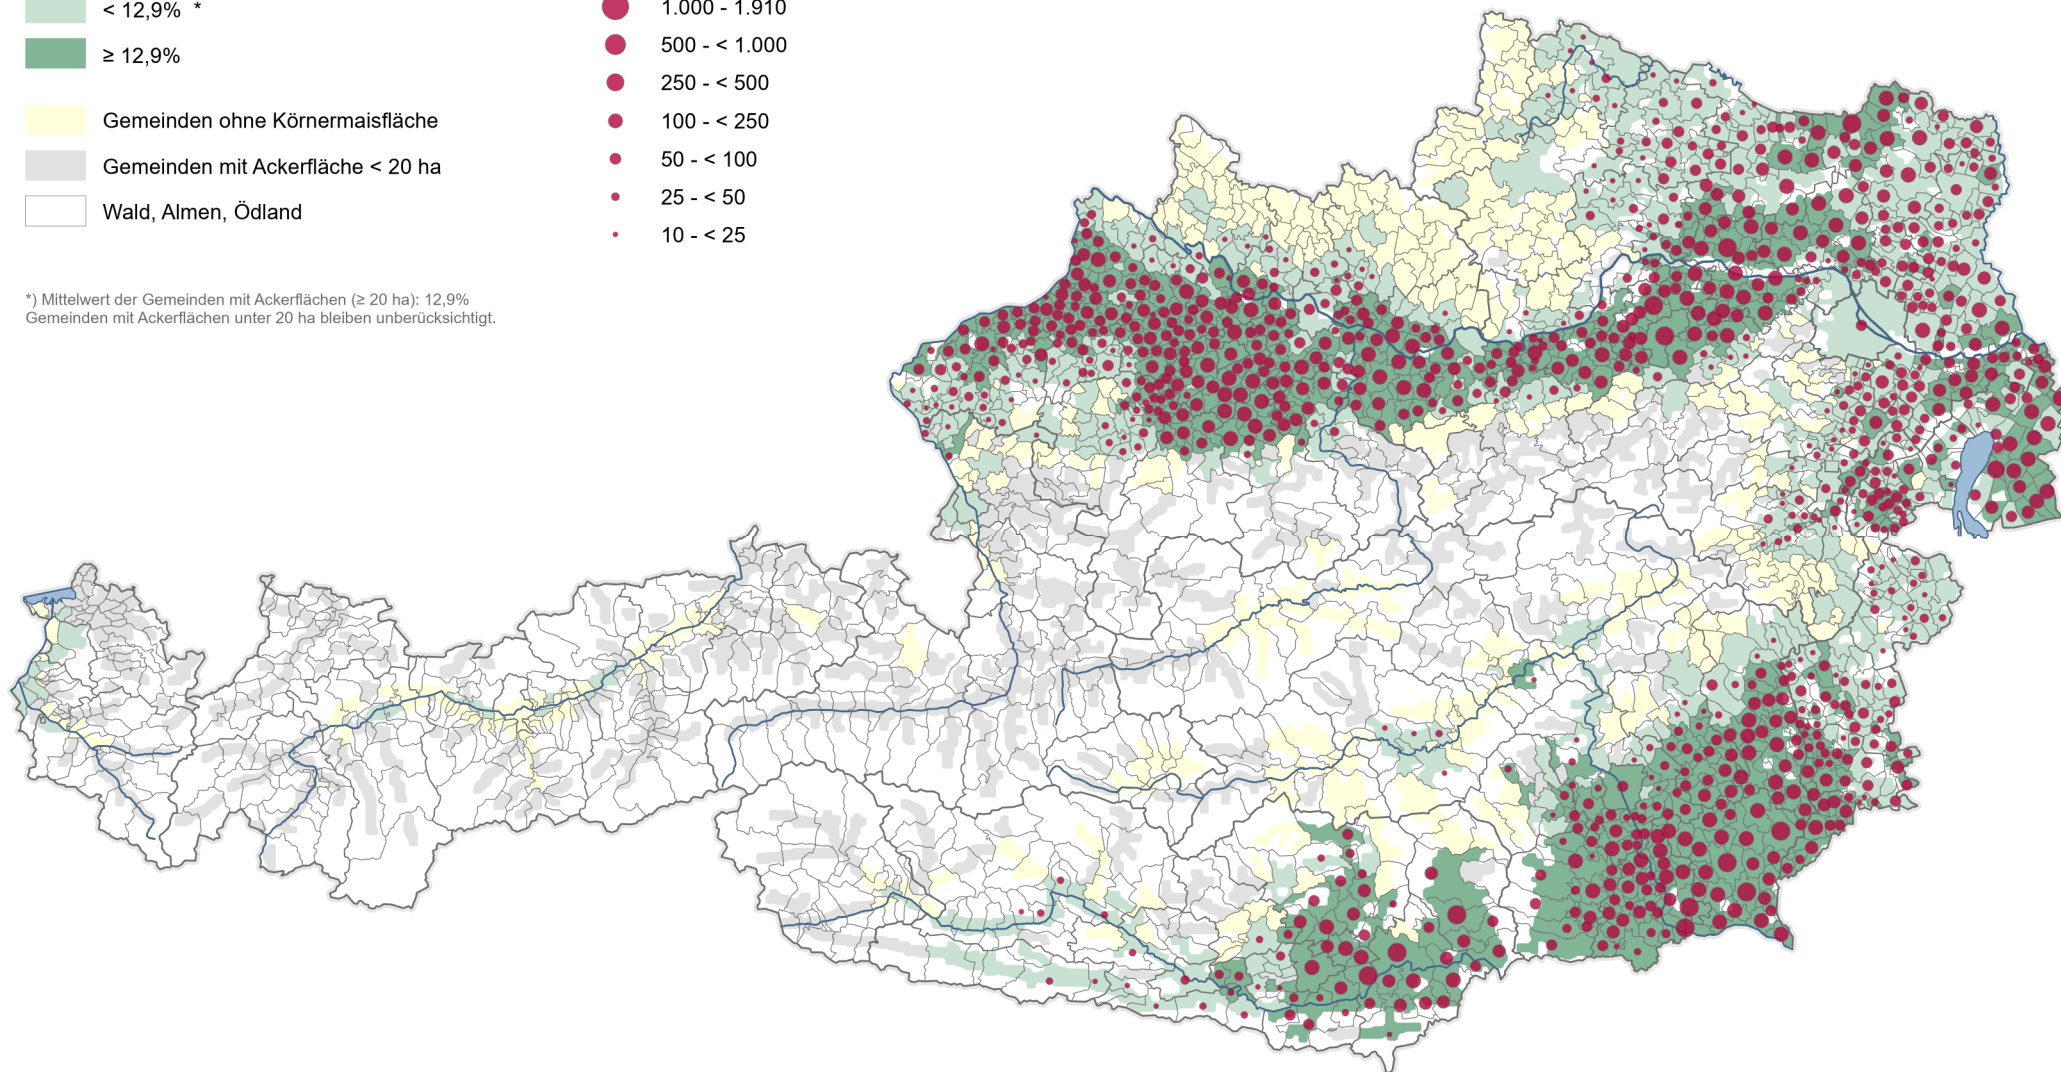 < 12,9% *
≥ 12,9%
Gemeinden ohne Körnermaisfläche
Gemeinden mit Ackerfläche < 20 ha
Wald, Almen, Ödland
1.000 - 1.910
500 - < 1.000
250 - < 500
100 - < 250
50 - < 100
25 - < 50
10 - < 25
*) Mittelwert der Gemeinden mit Ackerflächen (≥ 20 ha): 12,9%
Gemeinden mit Ackerflächen unter 20 ha bleiben unberücksichtigt.